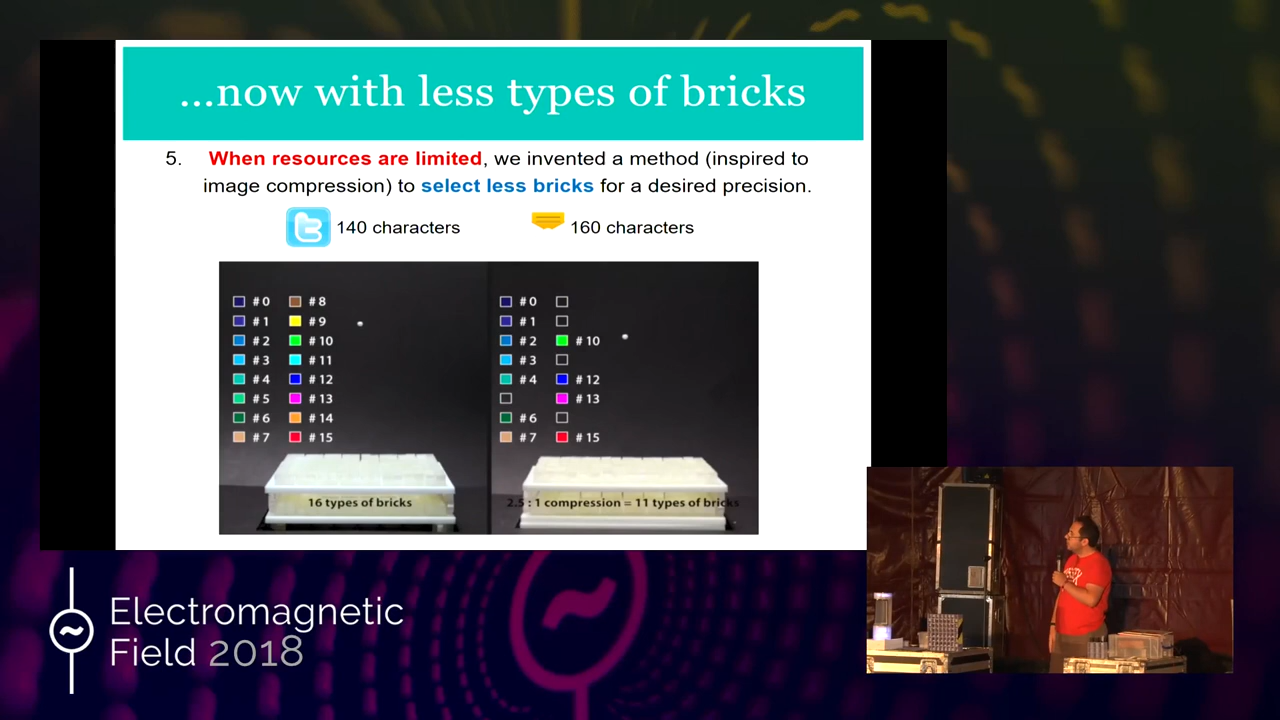 ...now with less types of bricks
5. When resources are limited, we invented a method (inspired to
image compression) to select less bricks for a desired precision.
140 characters
160 characters
#0 #8
#1 #9
#2 #10
#3 #11
#4 #12
#5 #13
#6 #14
#7 #15
16 types of bricks
#0
#1
#2 #10
#3
#4 #12
#13
#6
#7 #15
2.5 : 1 compression = 11 types of bricks
Electromagnetic
Field 2018